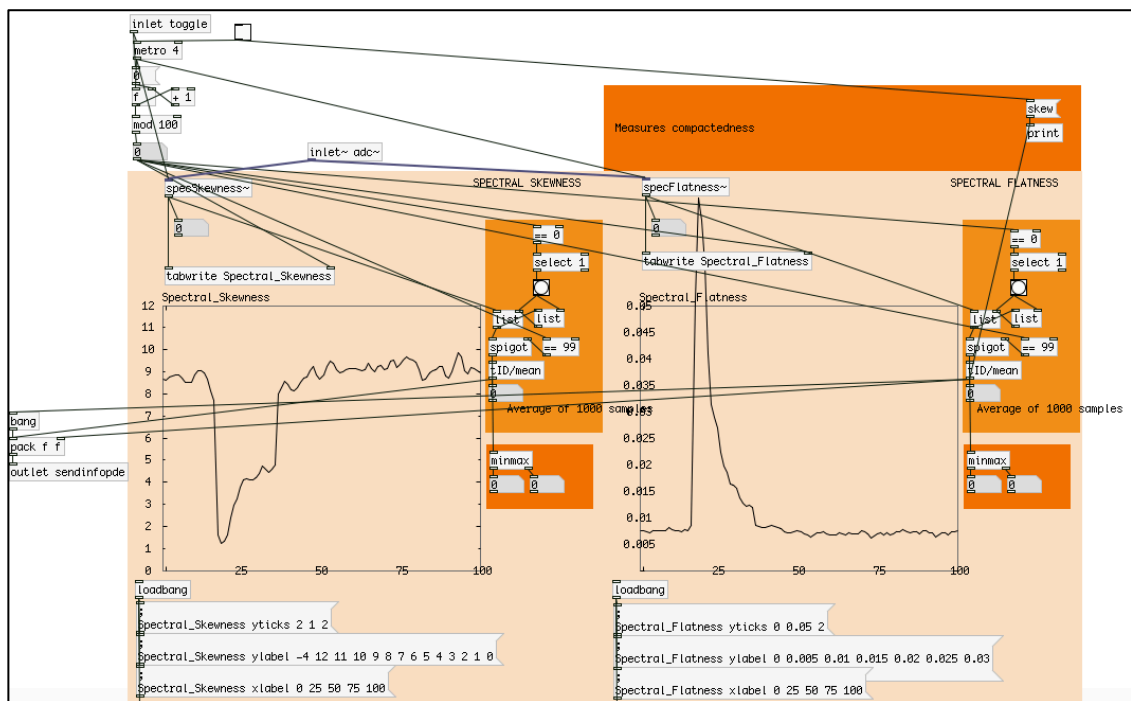 inlet toggle
metro 4
0
f
+ 1
mod 100
0
inlet~ adc~
Measures compactedness
skew
print
specSkewness~
SPECTRAL SKEWNESS
specFlatness~
SPECTRAL FLATNESS
0
0
== 0
== 0
select 1
select 1
tabwrite Spectral_Skewness
tabwrite Spectral_Flatness
Spectral_Skewness
12
11
10
9
8
7
6
5
4
3
2
1
0
25
50
75
100
list
list
spigot
== 99
tID/mean
0
Average of 1000 samples
minmax
0
0
Spectral_Flatness
0.05
0.045
0.04
0.035
0.03
0.025
0.02
0.015
0.01
0.005
0
25
50
75
100
list
list
spigot
== 99
tID/mean
0
Average of 1000 samples
minmax
0
0
bang
pack f f
outlet sendinfopde
loadbang
;
Spectral_Skewness yticks 2 1 2
;
Spectral_Skewness ylabel -4 12 11 10 9 8 7 6 5 4 3 2 1 0
;
Spectral_Skewness xlabel 0 25 50 75 100
loadbang
;
Spectral_Flatness yticks 0 0.05 2
;
Spectral_Flatness ylabel 0 0.005 0.01 0.015 0.02 0.025 0.03
;
Spectral_Flatness xlabel 0 25 50 75 100